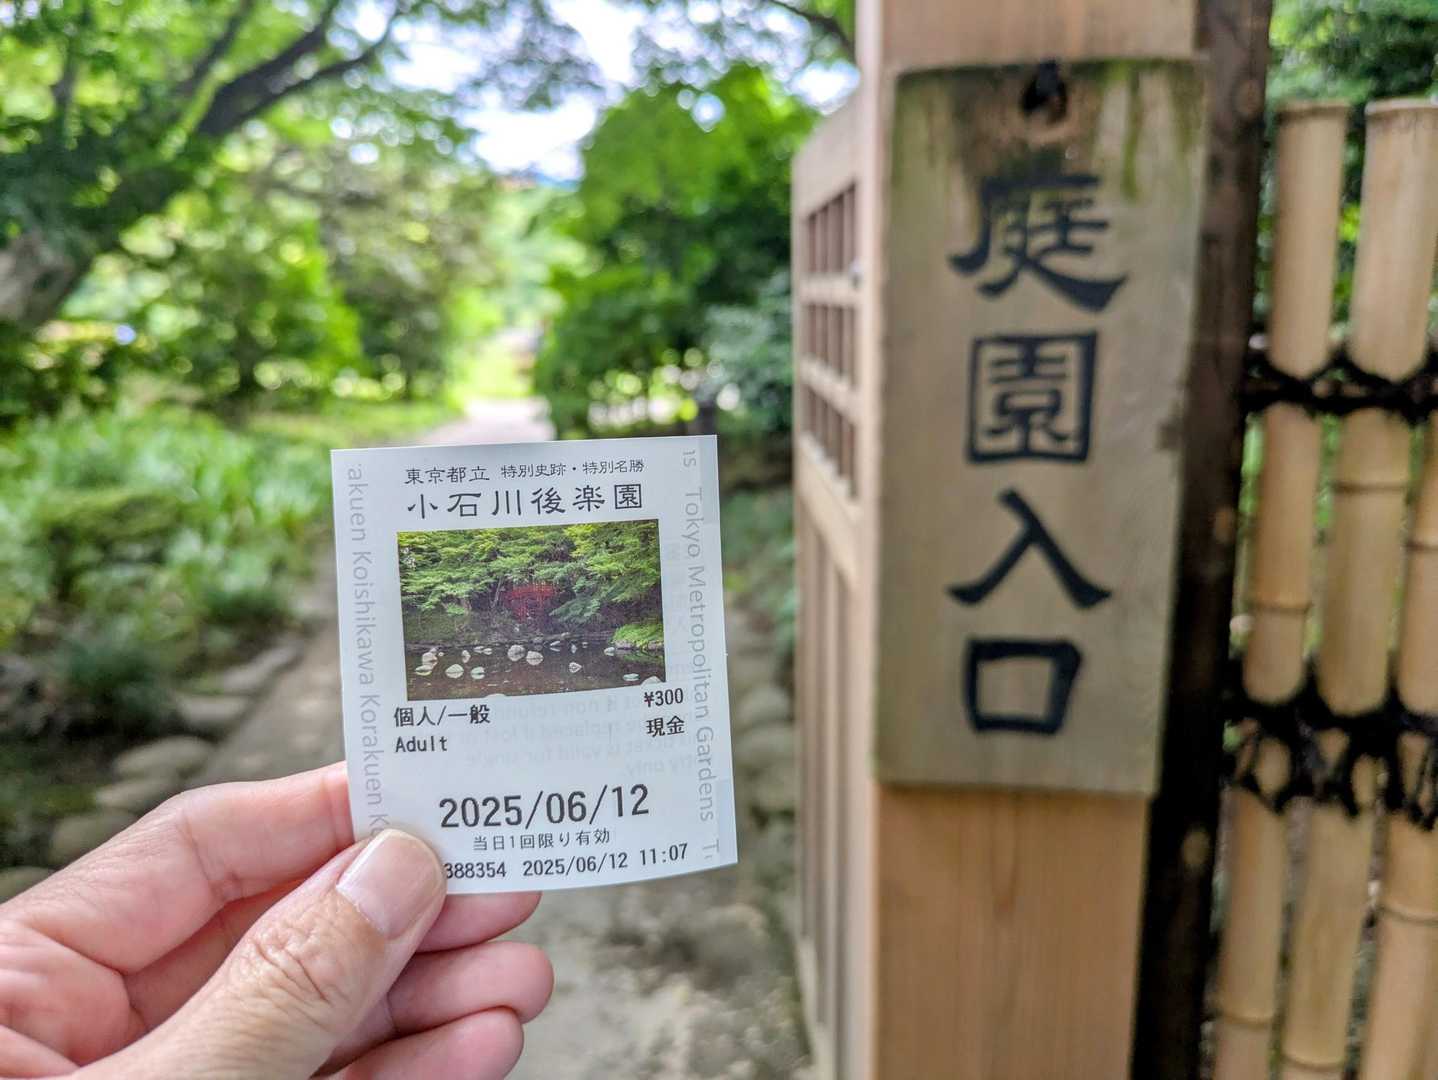 東京都立 特別史跡・特別名勝
小石川後楽園
akuen Koishikawa Korakuen K
ns Tokyo Metropolitan Gardens T
¥300
個人/一般
現金
Adult
2025/06/12
当日1回限り有効
388354 2025/06/12 11:07
庭園入口